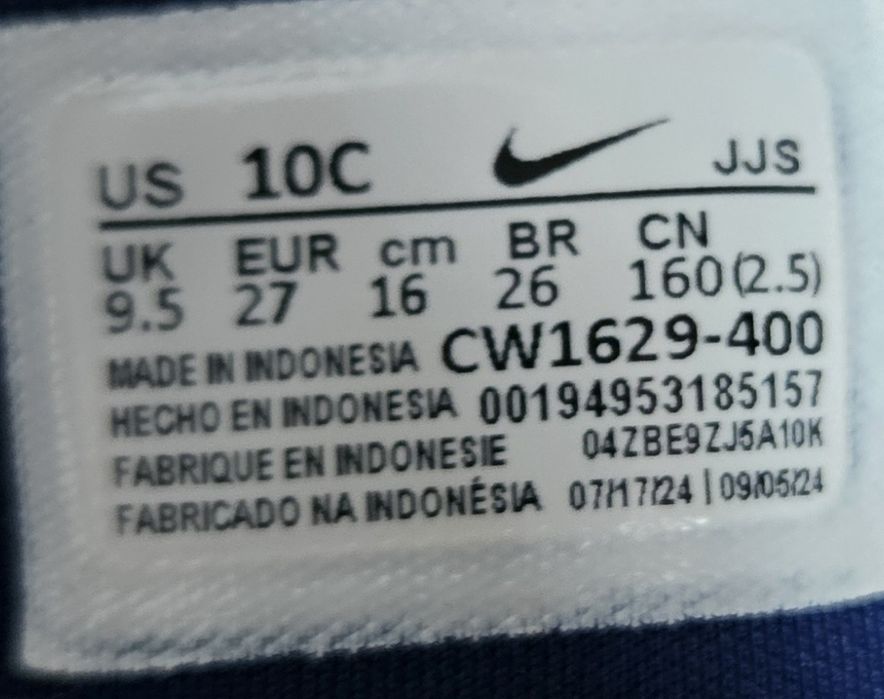 US 10C JJS
UK EUR cm BR CN
9.5 27 16 26 160(2.5)
MADE IN INDONESIA CW1629-400
HECHO EN INDONESIA 00194953185157
FABRIQUE EN INDONESIE 04ZBE9ZJ5A10K
FABRICADO NA INDONÉSIA 07/17/24 | 09/05/24